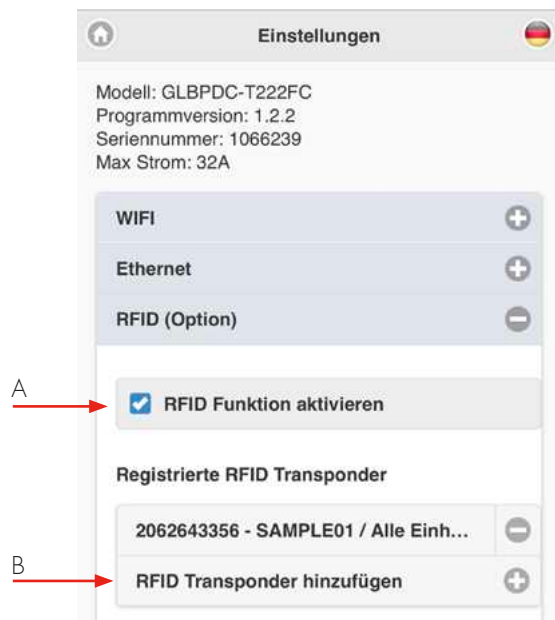 Einstellungen
Modell: GLBPDC-T222FC
Programmversion: 1.2.2
Seriennummer: 1066239
Max Strom: 32A
WIFI
Ethernet
RFID (Option)
A
RFID Funktion aktivieren
Registrierte RFID Transponder
2062643356 - SAMPLE01 / Alle Einh...
B
RFID Transponder hinzufügen